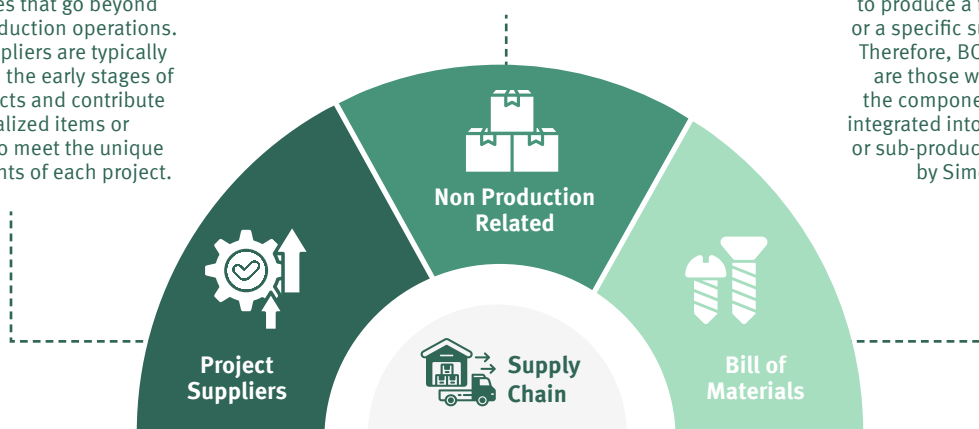 es that go beyond
duction operations.
pliers are typically
the early stages of
cts and contribute
alized items or
o meet the unique
nts of each project.
to produce a
or a specific
Therefore, BO
are those w
the compone
integrated into
or sub-produc
by Sim
Non Production
Related
Project
Suppliers
Bill of
Materials
Supply
Chain